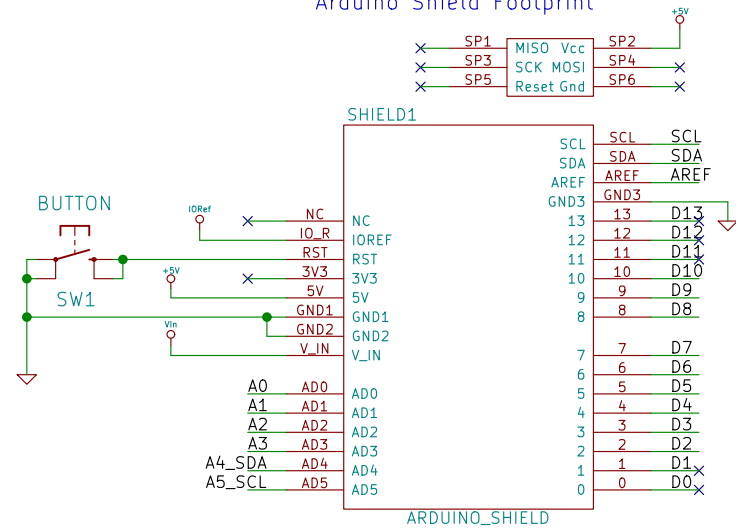 Arduino Shield Footprint
+5V
SP1 MISO Vcc SP2
SP3 SCK MOSI SP4
SP5 Reset Gnd SP6
SHIELD1
SCL SCL SCL
SDA SDA SDA
AREF AREF AREF
GND3 GND3
BUTTON
IORef
NC NC 13 13 D13
IO_R IOREF 12 12 D12
RST RST 11 11 D11
+5V
3V3 3V3 10 10 D10
SW1
5V 5V 9 9 D9
GND1 GND1 8 8 D8
VIn
GND2 GND2
V_IN V_IN 7 7 D7
6 6 D6
A0 AD0 AD0 5 5 D5
A1 AD1 AD1 4 4 D4
A2 AD2 AD2 3 3 D3
A3 AD3 AD3 2 2 D2
A4_SDA AD4 AD4 1 1 D1
A5_SCL AD5 AD5 0 0 D0
ARDUINO_SHIELD